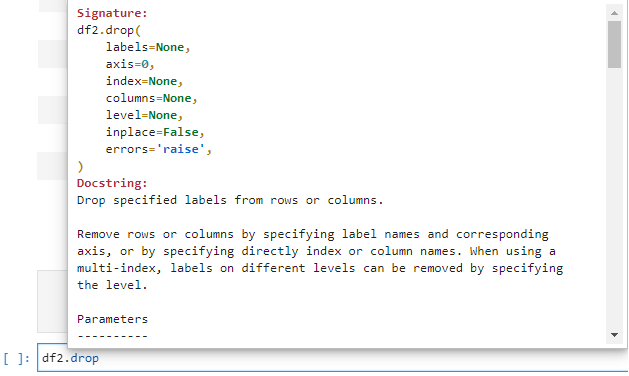 Signature:
df2.drop(
    labels=None,
    axis=0,
    index=None,
    columns=None,
    level=None,
    inplace=False,
    errors='raise',
)
Docstring:
Drop specified labels from rows or columns.
Remove rows or columns by specifying label names and corresponding
axis, or by specifying directly index or column names. When using a
multi-index, labels on different levels can be removed by specifying
the level.
Parameters
----------
[ ]: df2.drop